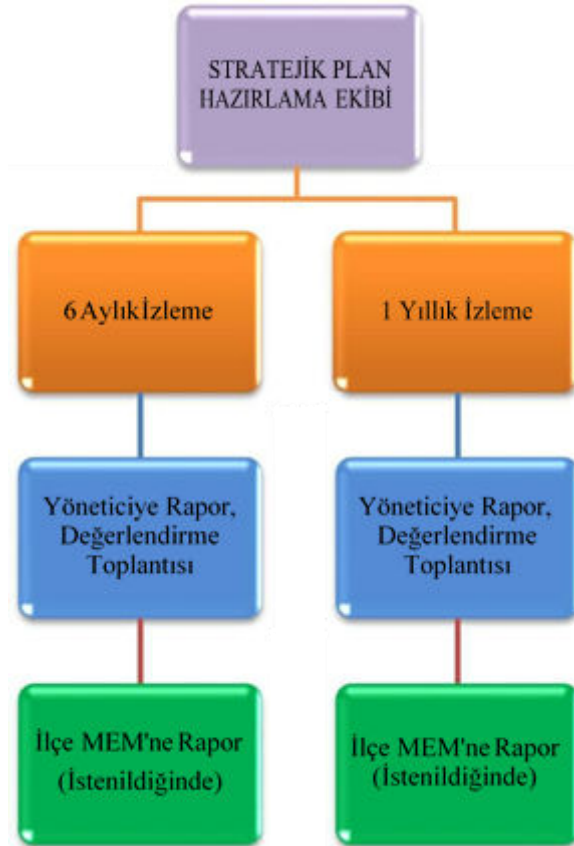 STRATEJİK PLAN
HAZIRLAMA EKİBİ
6 Aylık İzleme
1 Yıllık İzleme
Yöneticiye Rapor,
Değerlendirme
Toplantısı
Yöneticiye Rapor,
Değerlendirme
Toplantısı
İlçe MEM'ne Rapor
(İstenildiğinde)
İlçe MEM'ne Rapor
(İstenildiğinde)